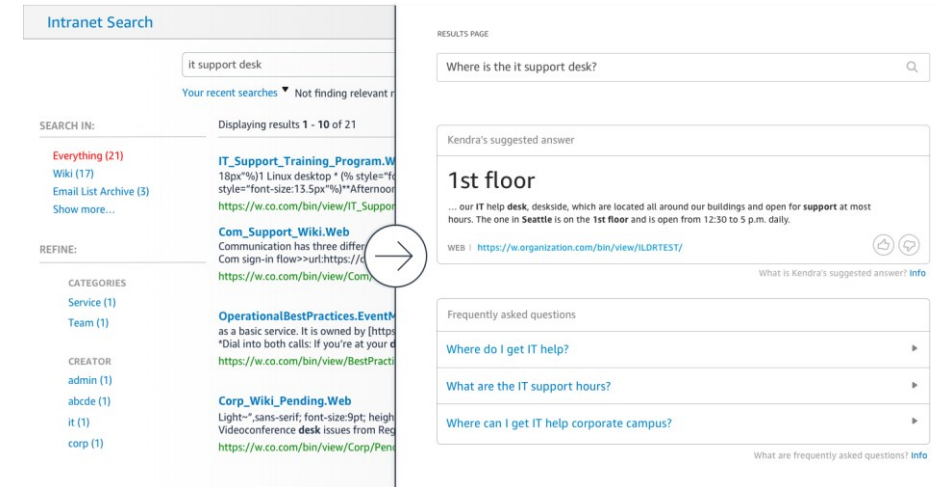 Intranet Search
it support desk
Your recent searches ▼ Not finding relevant
SEARCH IN:
Everything (21)
Wiki (17)
Email List Archive (3)
Show more...
REFINE:
CATEGORIES
Service (1)
Team (1)
CREATOR
admin (1)
abcde (1)
it (1)
corp (1)
Displaying results 1 - 10 of 21
IT_Support_Training_Program.W
18px"%)1 Linux desktop * (% style="fo
style="font-size:13.5px"%)**Afternoor
https://w.co.com/bin/view/IT_Suppor
Com_Support_Wiki.Web
Communication has three differ
Com sign-in flow>>url:https://c
https://w.co.com/bin/view/Com/
OperationalBestPractices.EventM
as a basic service. It is owned by [https
*Dial into both calls: If you're at your d
https://w.co.com/bin/view/BestPracti
Corp_Wiki_Pending.Web
Light~",sans-serif; font-size:9pt; heigh
Videoconference desk issues from Reg
https://w.co.com/bin/view/Corp/Pend
RESULTS PAGE
Where is the it support desk?
Kendra's suggested answer
1st floor
... our IT help desk, deskside, which are located all around our buildings and open for support at most
hours. The one in Seattle is on the 1st floor and is open from 12:30 to 5 p.m. daily.
WEB | https://w.organization.com/bin/view/ILDRTEST/
What is Kendra's suggested answer? Info
Frequently asked questions
Where do I get IT help?
What are the IT support hours?
Where can I get IT help corporate campus?
What are frequently asked questions? Info